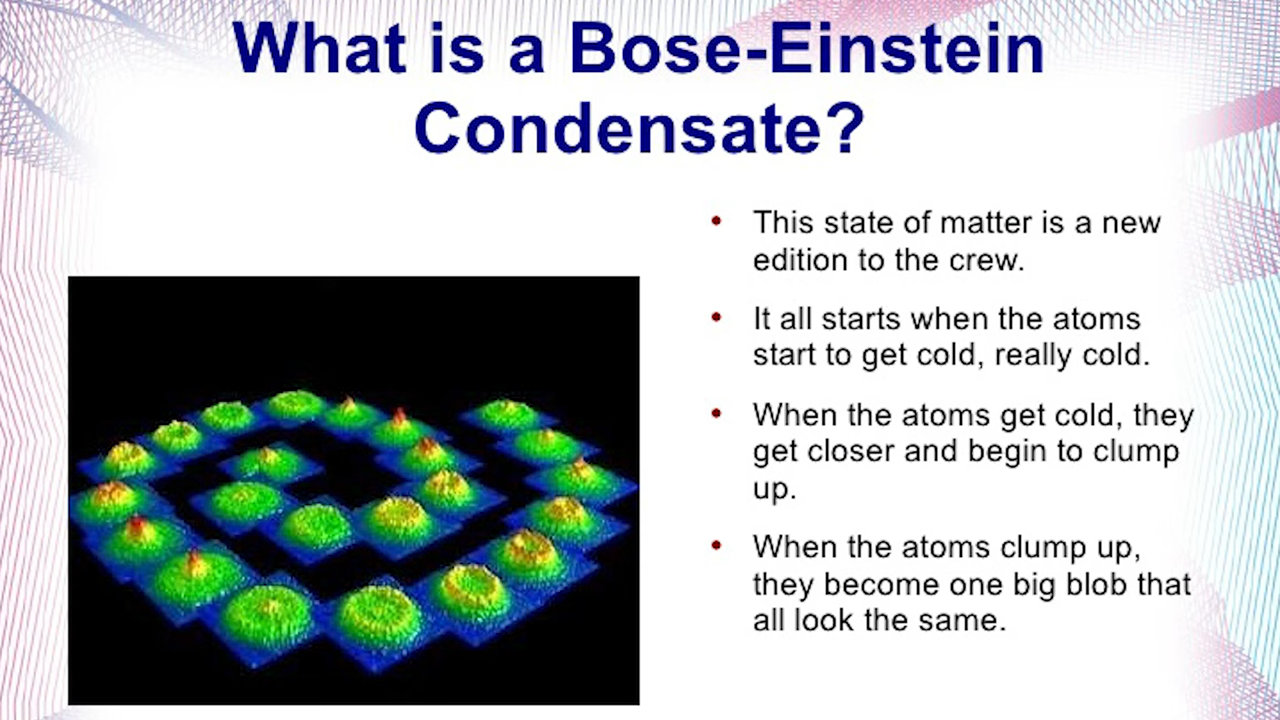 What is a Bose-Einstein
Condensate?
• This state of matter is a new
edition to the crew.
• It all starts when the atoms
start to get cold, really cold.
• When the atoms get cold, they
get closer and begin to clump
up.
• When the atoms clump up,
they become one big blob that
all look the same.